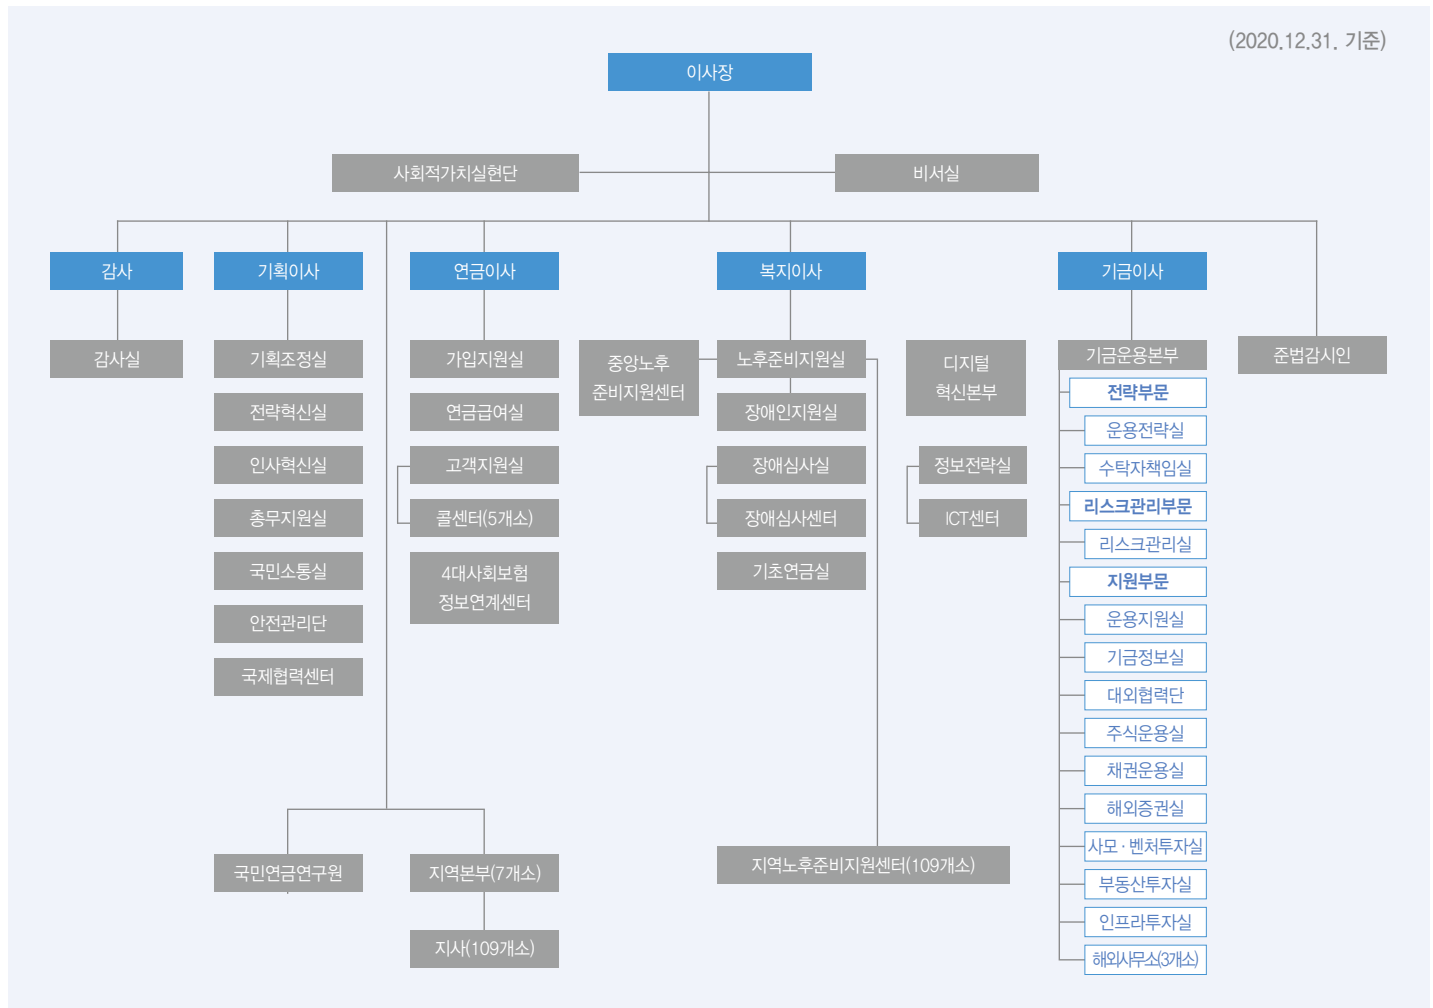 (2020.12.31. 기준)
이사장
사회적가치실현단
비서실
감사
기획이사
연금이사
복지이사
기금이사
감사실
기획조정실
전략혁신실
인사혁신실
총무지원실
국민소통실
안전관리단
국제협력센터
가입지원실
연금급여실
고객지원실
콜센터(5개소)
4대사회보험
정보연계센터
중앙노후
준비지원센터
노후준비지원실
장애인지원실
장애심사실
장애심사센터
기초연금실
디지털
혁신본부
정보전략실
ICT센터
기금운용본부
전략부문
운용전략실
수탁자책임실
리스크관리부문
리스크관리실
지원부문
운용지원실
기금정보실
대외협력단
주식운용실
채권운용실
해외증권실
사모·벤처투자실
부동산투자실
인프라투자실
해외사무소(3개소)
준법감시인
국민연금연구원
지역본부(7개소)
지사(109개소)
지역노후준비지원센터(109개소)